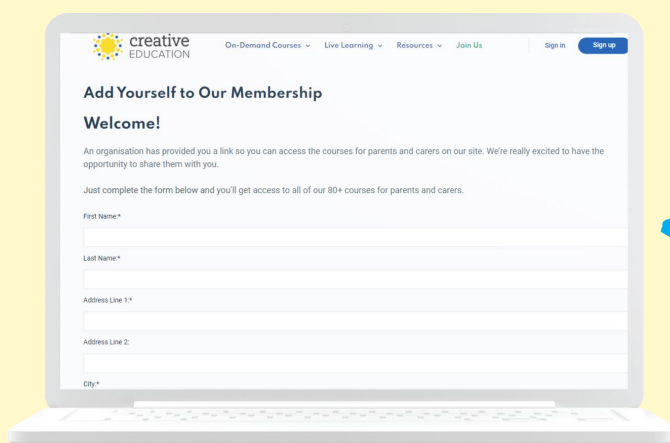 creative
EDUCATION
On-Demand Courses Live Learning Resources Join Us Sign in Sign up
Add Yourself to Our Membership
Welcome!
An organisation has provided you a link so you can access the courses for parents and carers on our site. We're really excited to have the
opportunity to share them with you.
Just complete the form below and you'll get access to all of our 80+ courses for parents and carers.
First Name:*
Last Name:*
Address Line 1:*
Address Line 2:
City:*